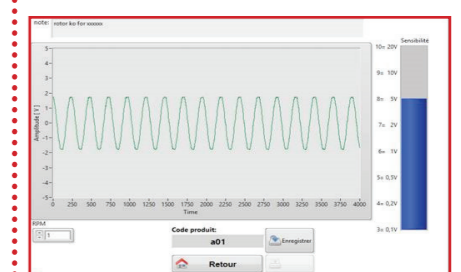 note: rotor ko for xxxxx
Sensibilité
10= 20V
9= 10V
8= 5V
7= 2V
6= 1V
5= 0,5V
4= 0,2V
3= 0,1V
Amplitude [V]
5
4
3
2
1
0
-1
-2
-3
-4
-5
0 250 500 750 1000 1250 1500 1750 2000 2250 2500 2750 3000 3250 3500 3750 4000
Time
RPM
1
Code produit:
a01
Enregistrer
Retour